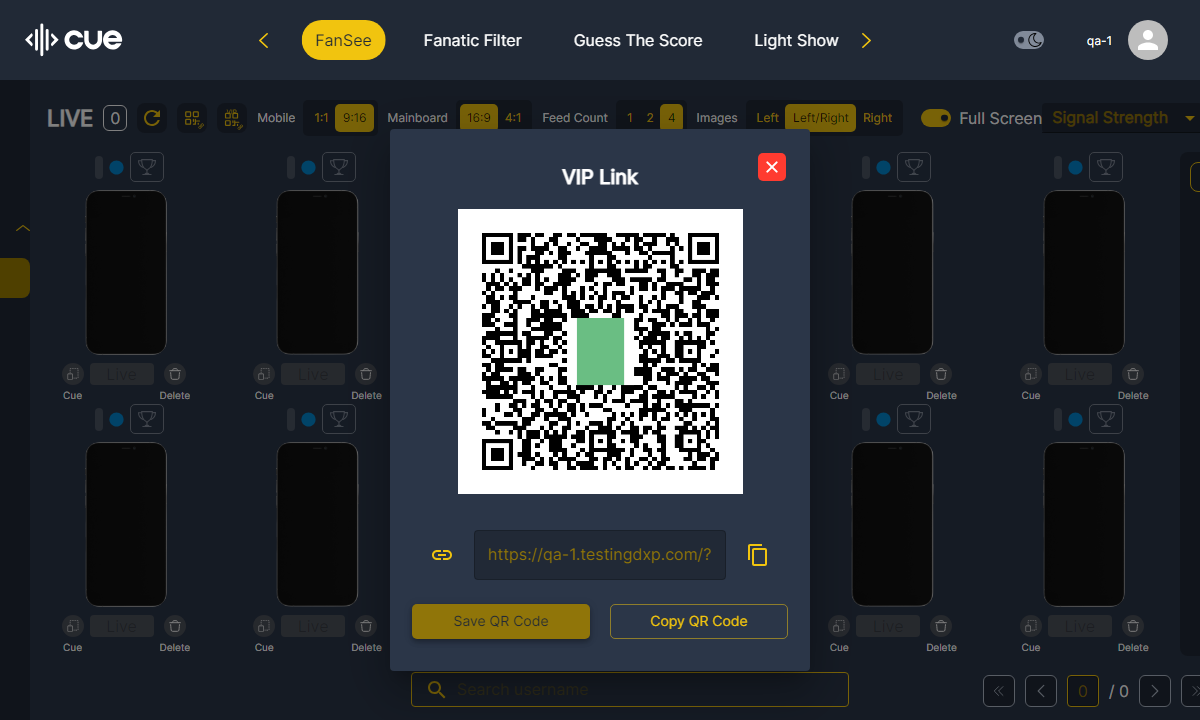 cue
FanSee
Fanatic Filter
Guess The Score
Light Show
qa-1
LIVE 0
Mobile 1:1 9:16
Mainboard 16:9 4:1
Feed Count 1 2 4
Images Left Left/Right Right
Full Screen
Signal Strength
VIP Link
https://qa-1.testingdxp.com/?
Save QR Code
Copy QR Code
Live Live Live Live
Cue Delete Cue Delete Cue Delete Cue Delete
Live Live Live Live
Cue Delete Cue Delete Cue Delete Cue Delete
Search username
0 / 0